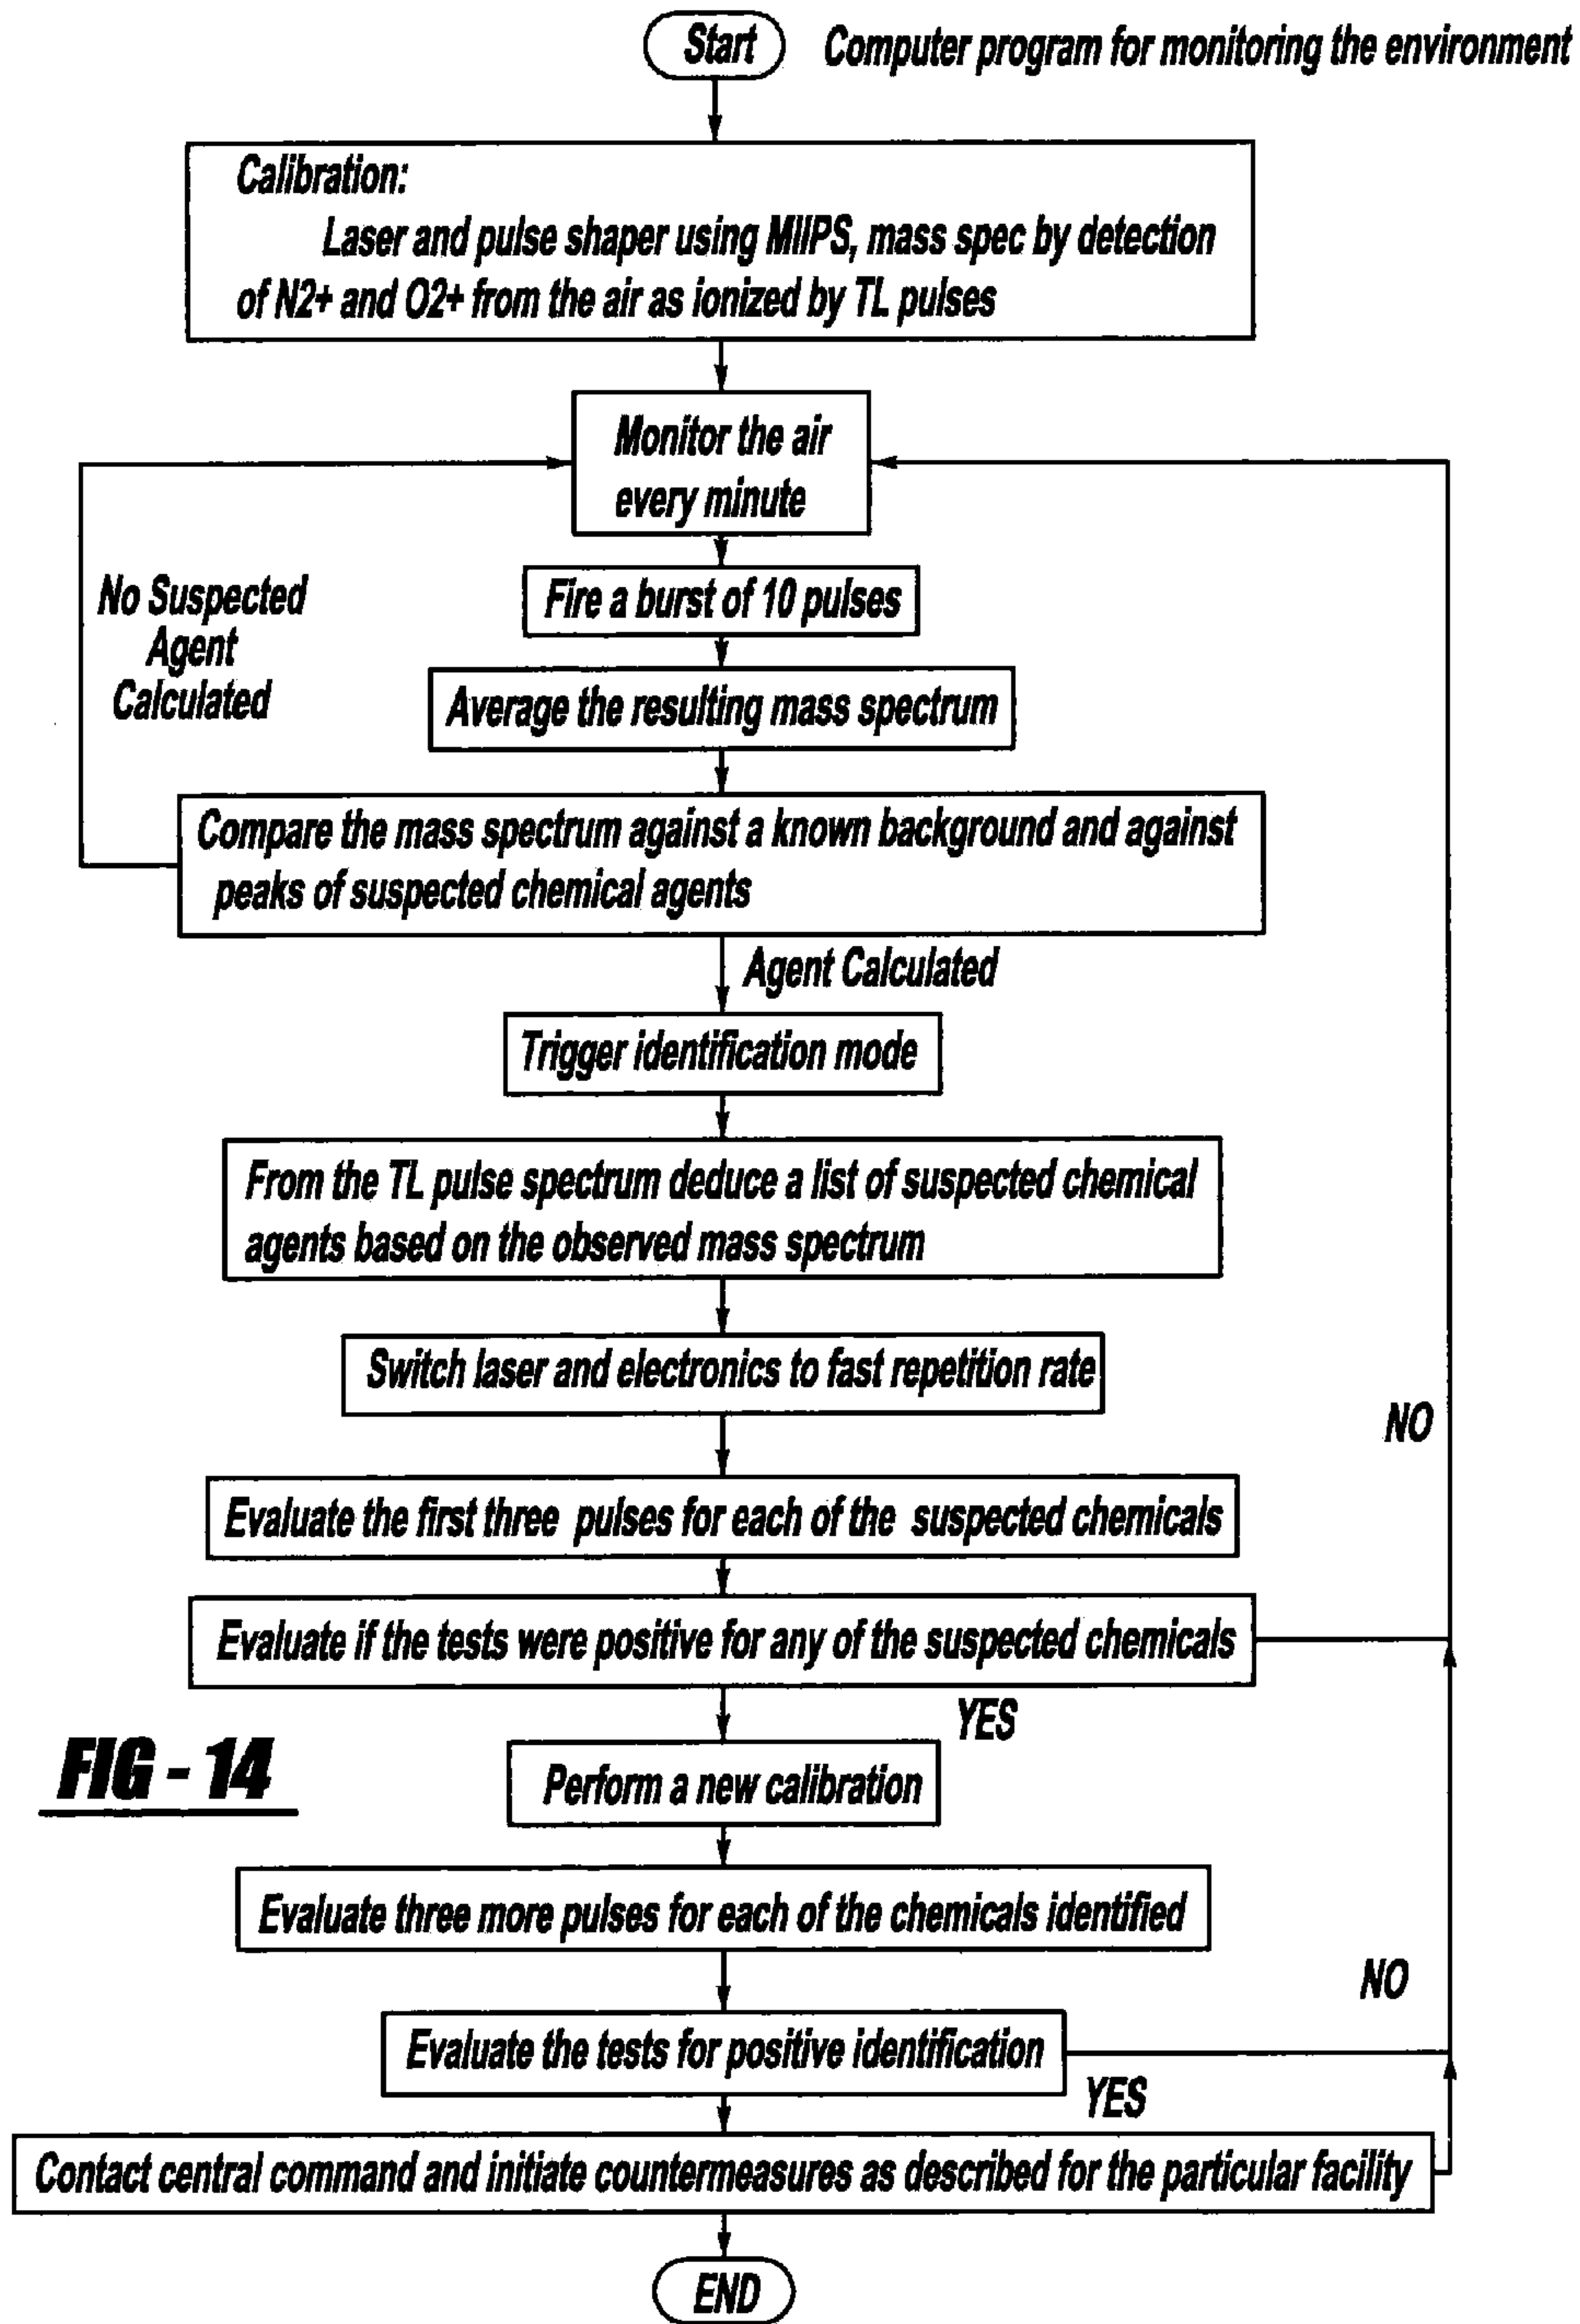 Start
Computer program for monitoring the environment
Calibration:
Laser and pulse shaper using MIIPS, mass spec by detection
of N2+ and O2+ from the air as ionized by TL pulses
Monitor the air
every minute
No Suspected
Agent
Calculated
Fire a burst of 10 pulses
Average the resulting mass spectrum
Compare the mass spectrum against a known background and against
peaks of suspected chemical agents
Agent Calculated
Trigger identification mode
From the TL pulse spectrum deduce a list of suspected chemical
agents based on the observed mass spectrum
Switch laser and electronics to fast repetition rate
NO
Evaluate the first three pulses for each of the suspected chemicals
Evaluate if the tests were positive for any of the suspected chemicals
YES
FIG - 14
Perform a new calibration
Evaluate three more pulses for each of the chemicals identified
NO
Evaluate the tests for positive identification
YES
Contact central command and initiate countermeasures as described for the particular facility
END